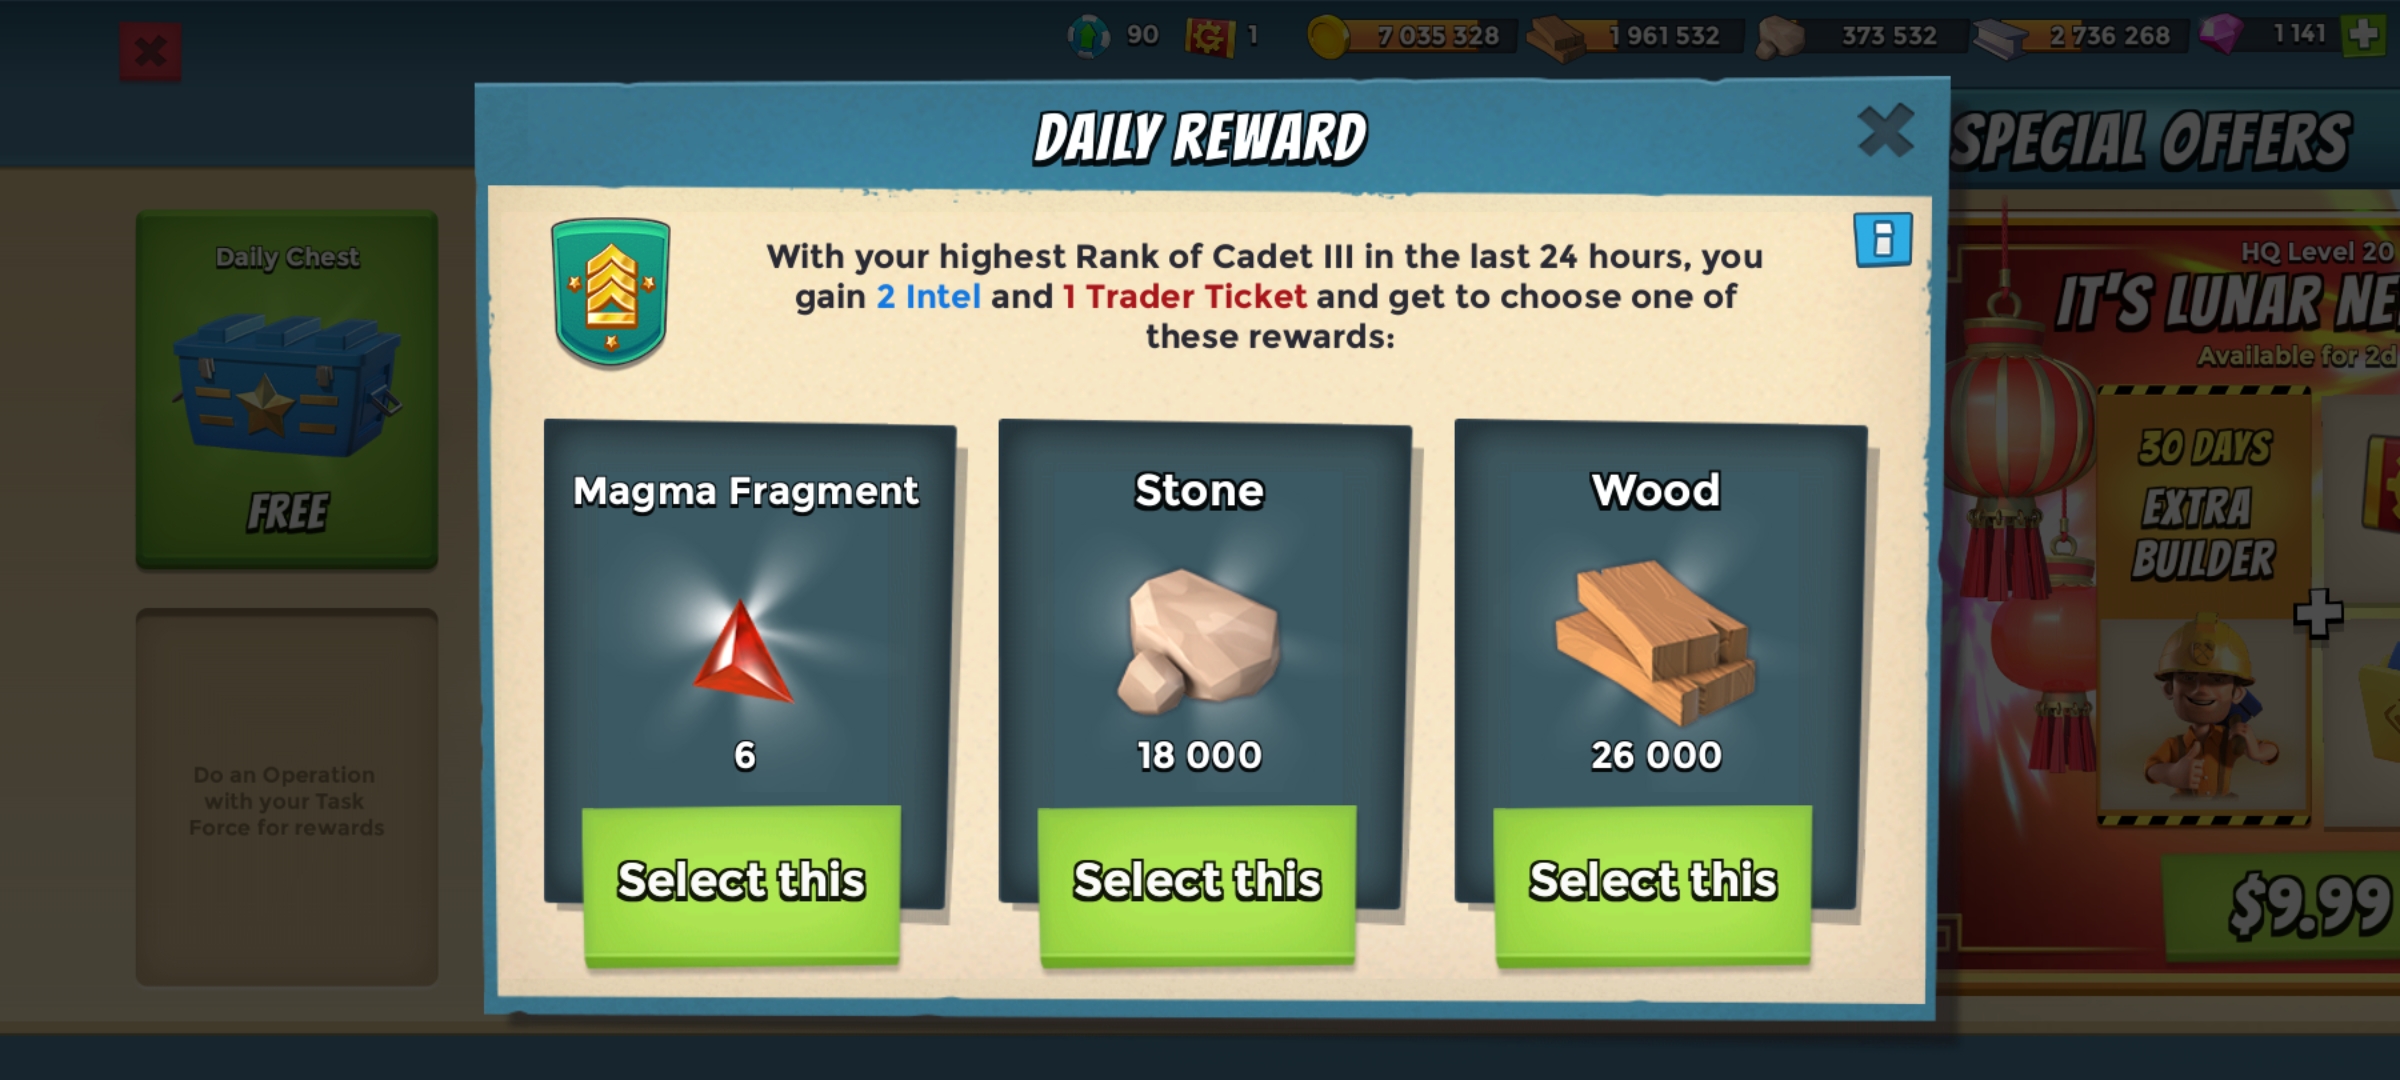 90
1
7 035 328
1 961 532
373 532
2 736 268
1 141
DAILY REWARD
SPECIAL OFFERS
Daily Chest
FREE
Do an Operation
with your Task
Force for rewards
With your highest Rank of Cadet III in the last 24 hours, you
gain 2 Intel and 1 Trader Ticket and get to choose one of
these rewards:
Magma Fragment
6
Select this
Stone
18 000
Select this
Wood
26 000
Select this
HQ Level 20
IT'S LUNAR NE
Available for 2d
30 DAYS
EXTRA
BUILDER
$9.99